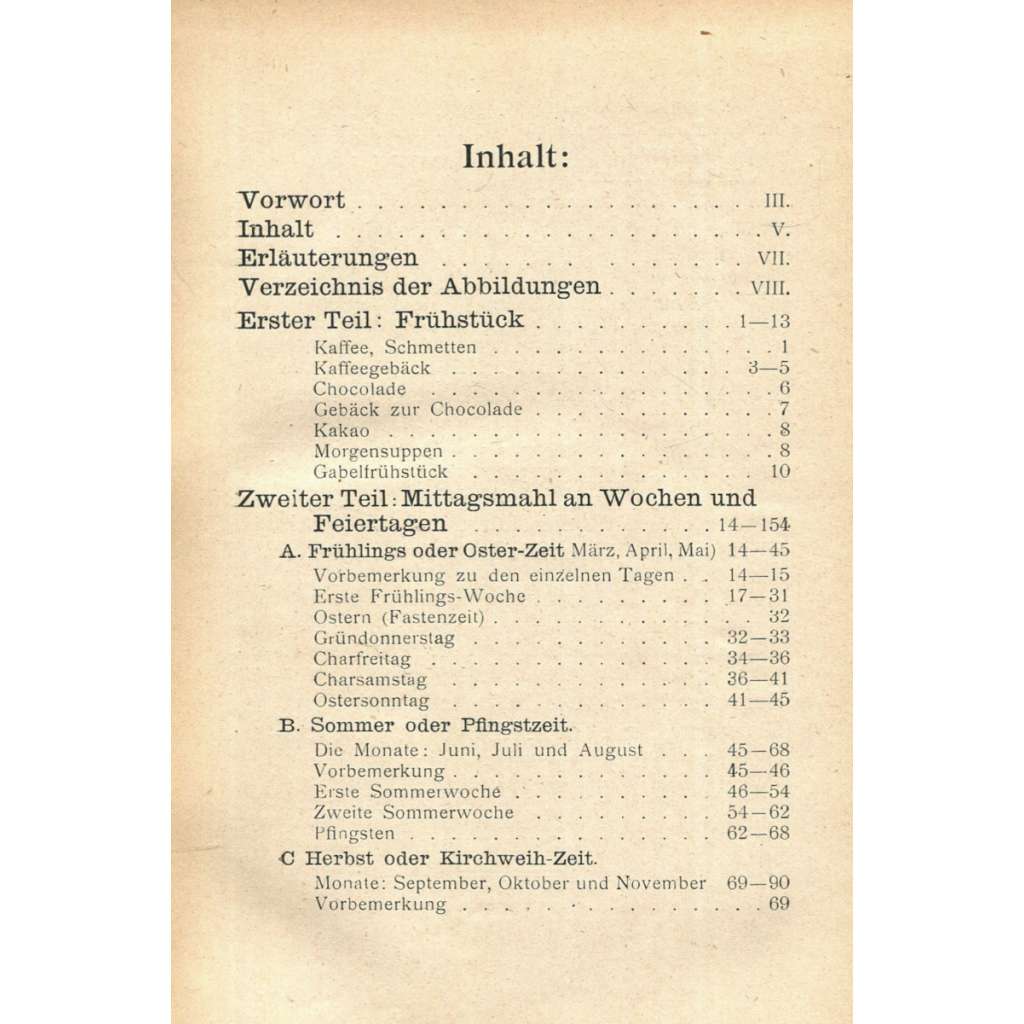 Inhalt:
Vorwort . . . . . . . . . . . . . . . . . . . III.
Inhalt . . . . . . . . . . . . . . . . . . . . V.
Erläuterungen . . . . . . . . . . . . . . . VII.
Verzeichnis der Abbildungen . . . . . . . VIII.
Erster Teil: Frühstück . . . . . . . . . . 1—13
Kaffee, Schmetten . . . . . . . . . . . . . . 1
Kaffeegebäck . . . . . . . . . . . . . . 3—5
Chocolade . . . . . . . . . . . . . . . . . 6
Gebäck zur Chocolade . . . . . . . . . . . . 7
Kakao . . . . . . . . . . . . . . . . . . . 8
Morgensuppen . . . . . . . . . . . . . . . . 8
Gabelfrühstück . . . . . . . . . . . . . . 10
Zweiter Teil: Mittagsmahl an Wochen und
Feiertagen . . . . . . . . . . . . 14—154
A. Frühlings oder Oster-Zeit März, April, Mai) 14—45
Vorbemerkung zu den einzelnen Tagen . . 14—15
Erste Frühlings-Woche . . . . . . . . . 17—31
Ostern (Fastenzeit) . . . . . . . . . . . . . 32
Gründonnerstag . . . . . . . . . . . . 32—33
Charfreitag . . . . . . . . . . . . . . 34—36
Charsamstag . . . . . . . . . . . . . 36—41
Ostersonntag . . . . . . . . . . . . . 41—45
B. Sommer oder Pfingstzeit.
Die Monate: Juni, Juli und August . . . 45—68
Vorbemerkung . . . . . . . . . . . . . 45—46
Erste Sommerwoche . . . . . . . . . . 46—54
Zweite Sommerwoche . . . . . . . . . 54—62
Pfingsten . . . . . . . . . . . . . . . 62—68
C Herbst oder Kirchweih-Zeit.
Monate: September, Oktober und November 69—90
Vorbemerkung . . . . . . . . . . . . . . . 69